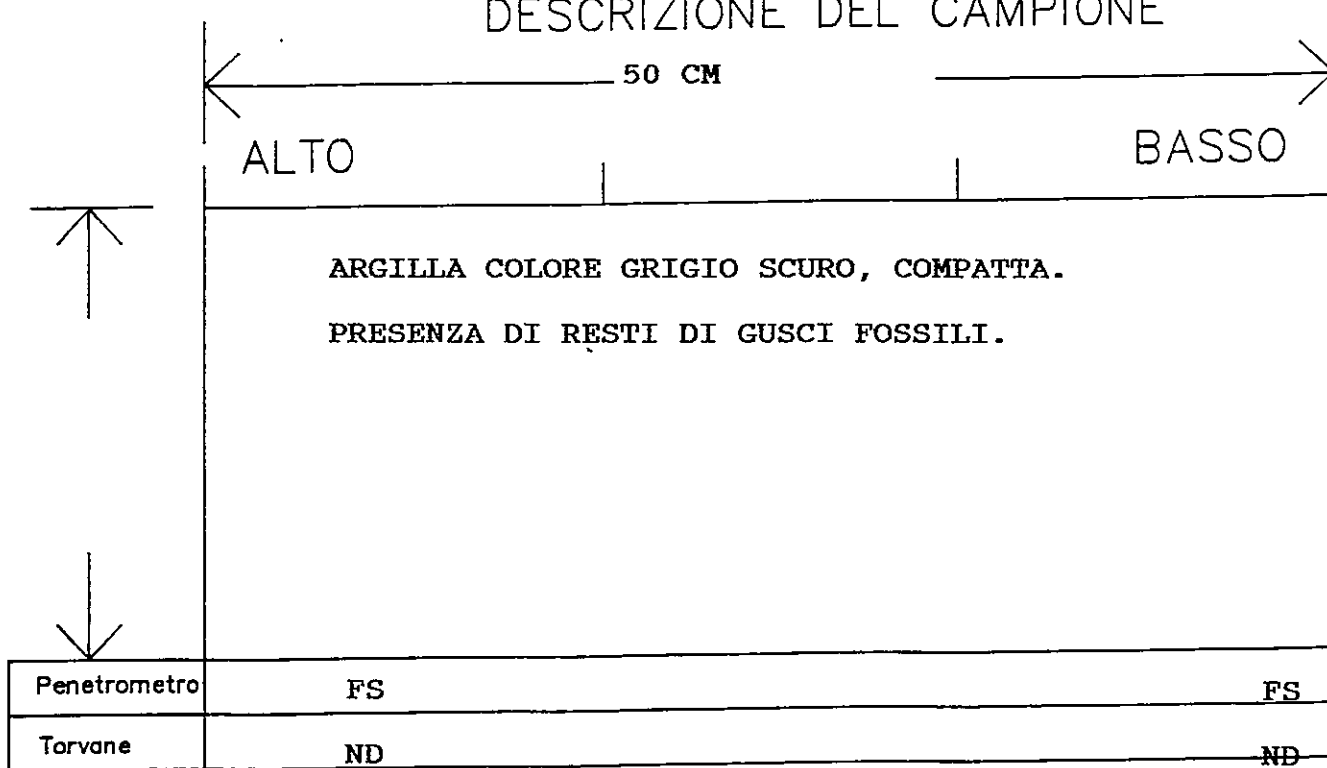 DESCRIZIONE DEL CAMPIONE
50 CM
ALTO BASSO
ARGILLA COLORE GRIGIO SCURO, COMPATTA.
PRESENZA DI RESTI DI GUSCI FOSSILI.
Penetrometro FS FS
Torvane ND ND